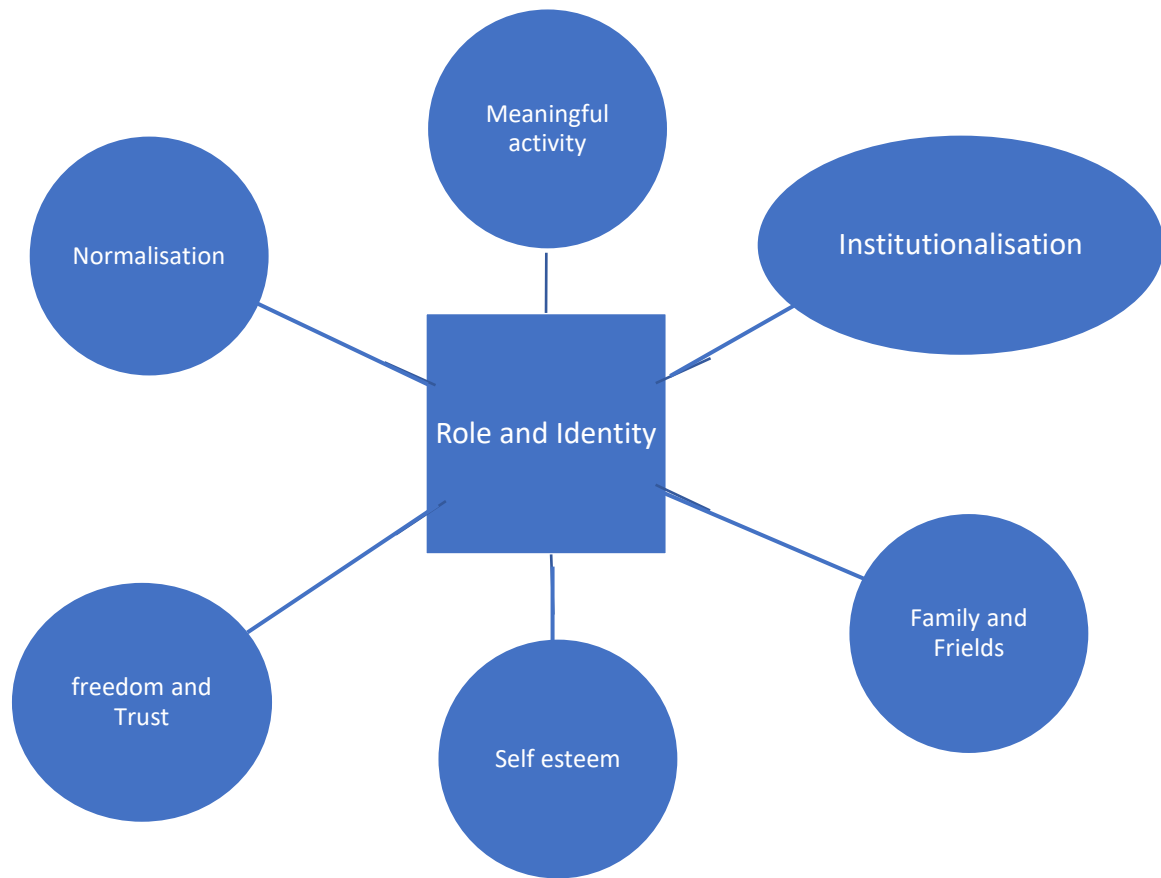 Meaningful
activity
Normalisation
Institutionalisation
Role and Identity
Family and
Frields
freedom and
Trust
Self esteem